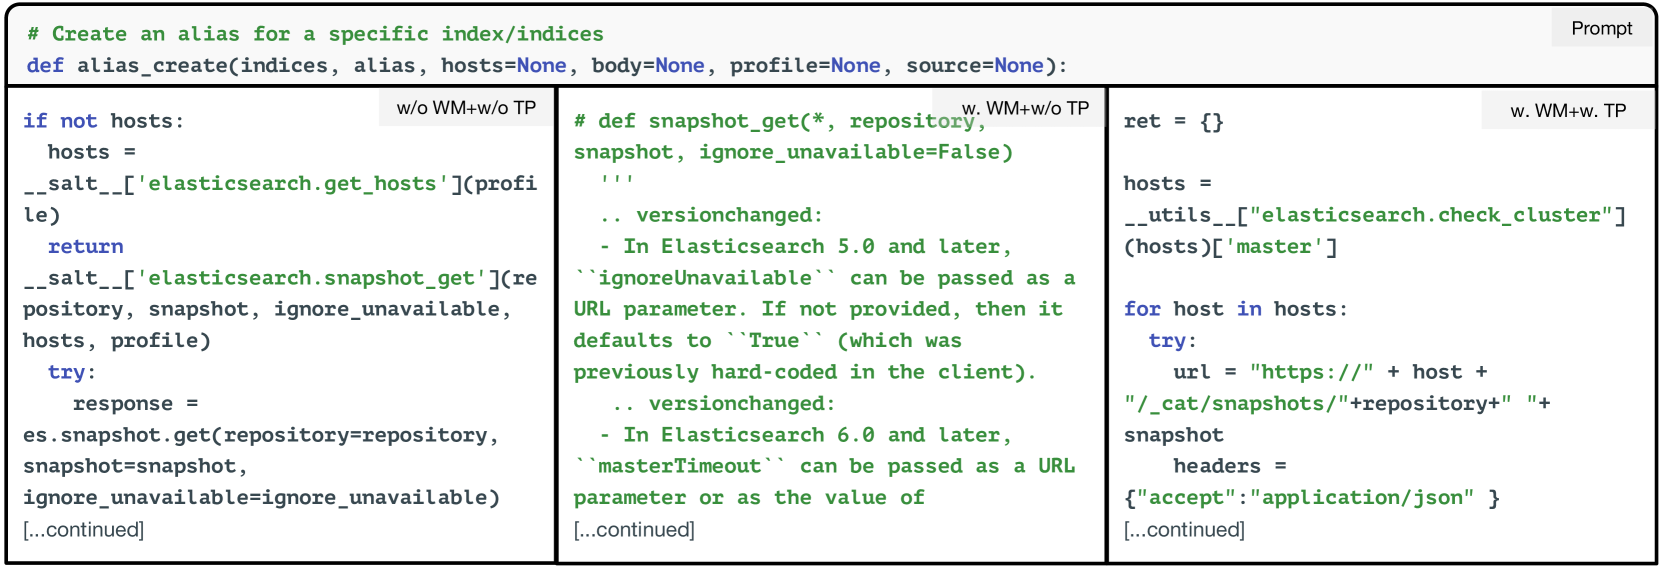 Prompt
# Create an alias for a specific index/indices
def alias_create(indices, alias, hosts=None, body=None, profile=None, source=None):
w/o WM+w/o TP
if not hosts:
hosts =
__salt__['elasticsearch.get_hosts'](profi
le)
return
__salt__['elasticsearch.snapshot_get'](re
pository, snapshot, ignore_unavailable,
hosts, profile)
try:
response =
es.snapshot.get(repository=repository,
snapshot=snapshot,
ignore_unavailable=ignore_unavailable)
[...continued]
w. WM+w/o TP
# def snapshot_get(*, repository,
snapshot, ignore_unavailable=False)
'''
.. versionchanged:
- In Elasticsearch 5.0 and later,
``ignoreUnavailable`` can be passed as a
URL parameter. If not provided, then it
defaults to ``True`` (which was
previously hard-coded in the client).
.. versionchanged:
- In Elasticsearch 6.0 and later,
``masterTimeout`` can be passed as a URL
parameter or as the value of
[...continued]
w. WM+w. TP
ret = {}
hosts =
__utils__["elasticsearch.check_cluster"]
(hosts)['master']
for host in hosts:
try:
url = "https://" + host +
"/_cat/snapshots/"+repository+" "+
snapshot
headers =
{"accept":"application/json" }
[...continued]